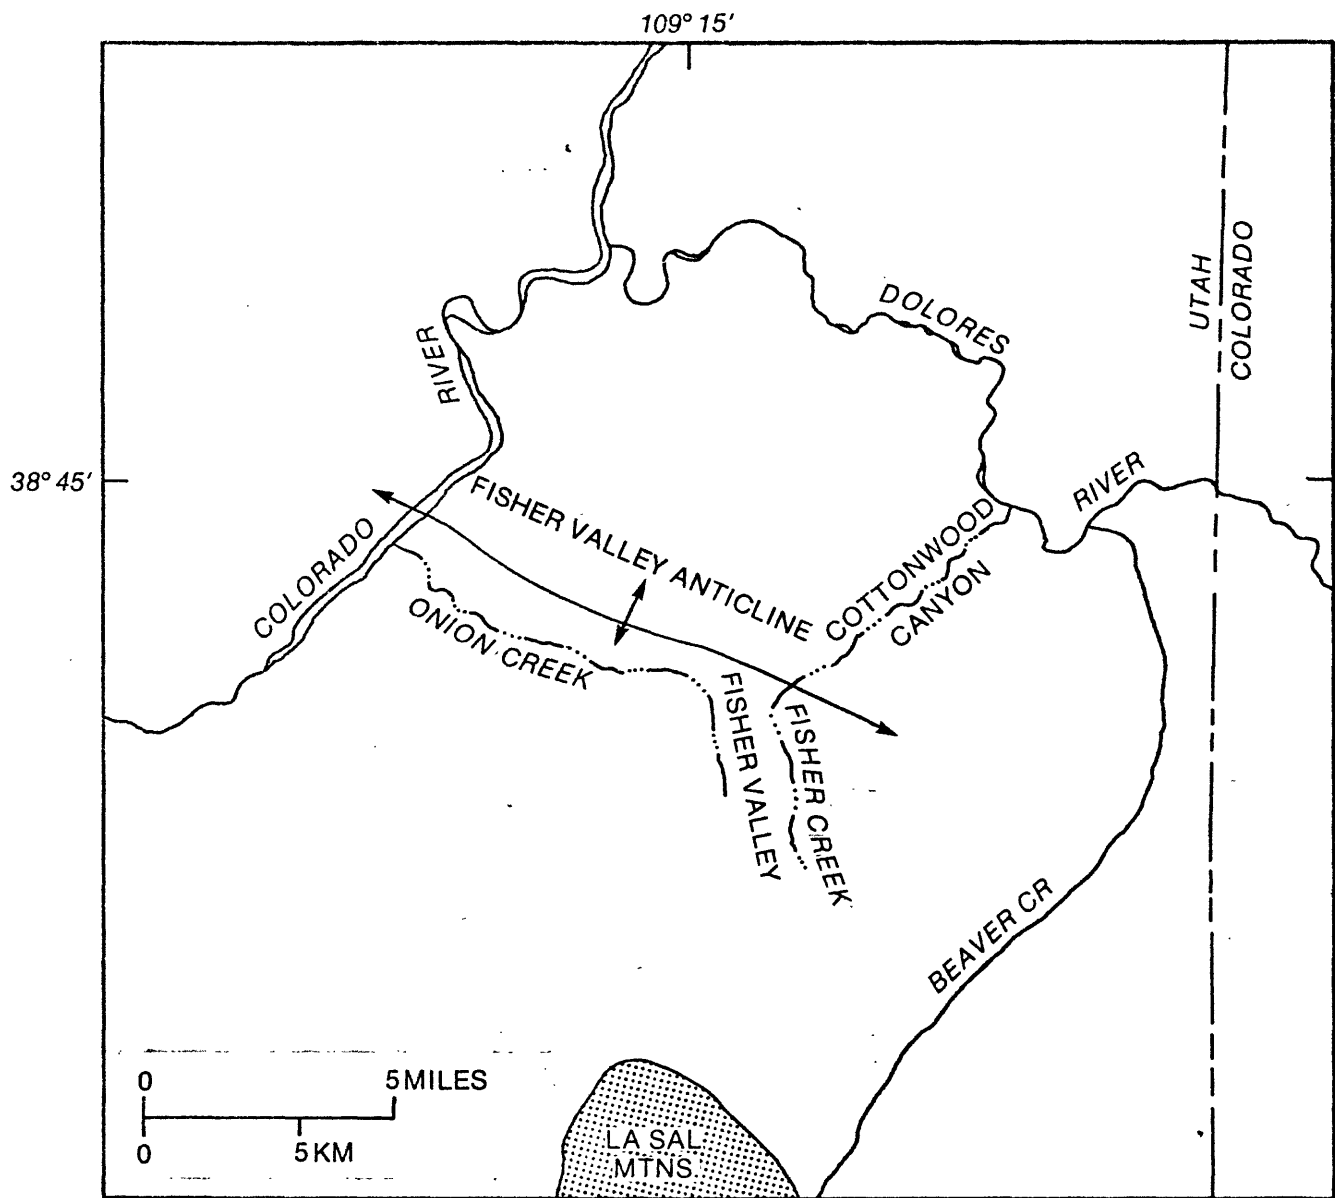 109° 15'
UTAH
COLORADO
DOLORES
RIVER
38° 45'
RIVER
COLORADO
FISHER VALLEY ANTICLINE
COTTONWOOD
CANYON
ONION CREEK
FISHER VALLEY
FISHER CREEK
BEAVER CR
0 5 MILES
0 5 KM
LA SAL
MTNS.